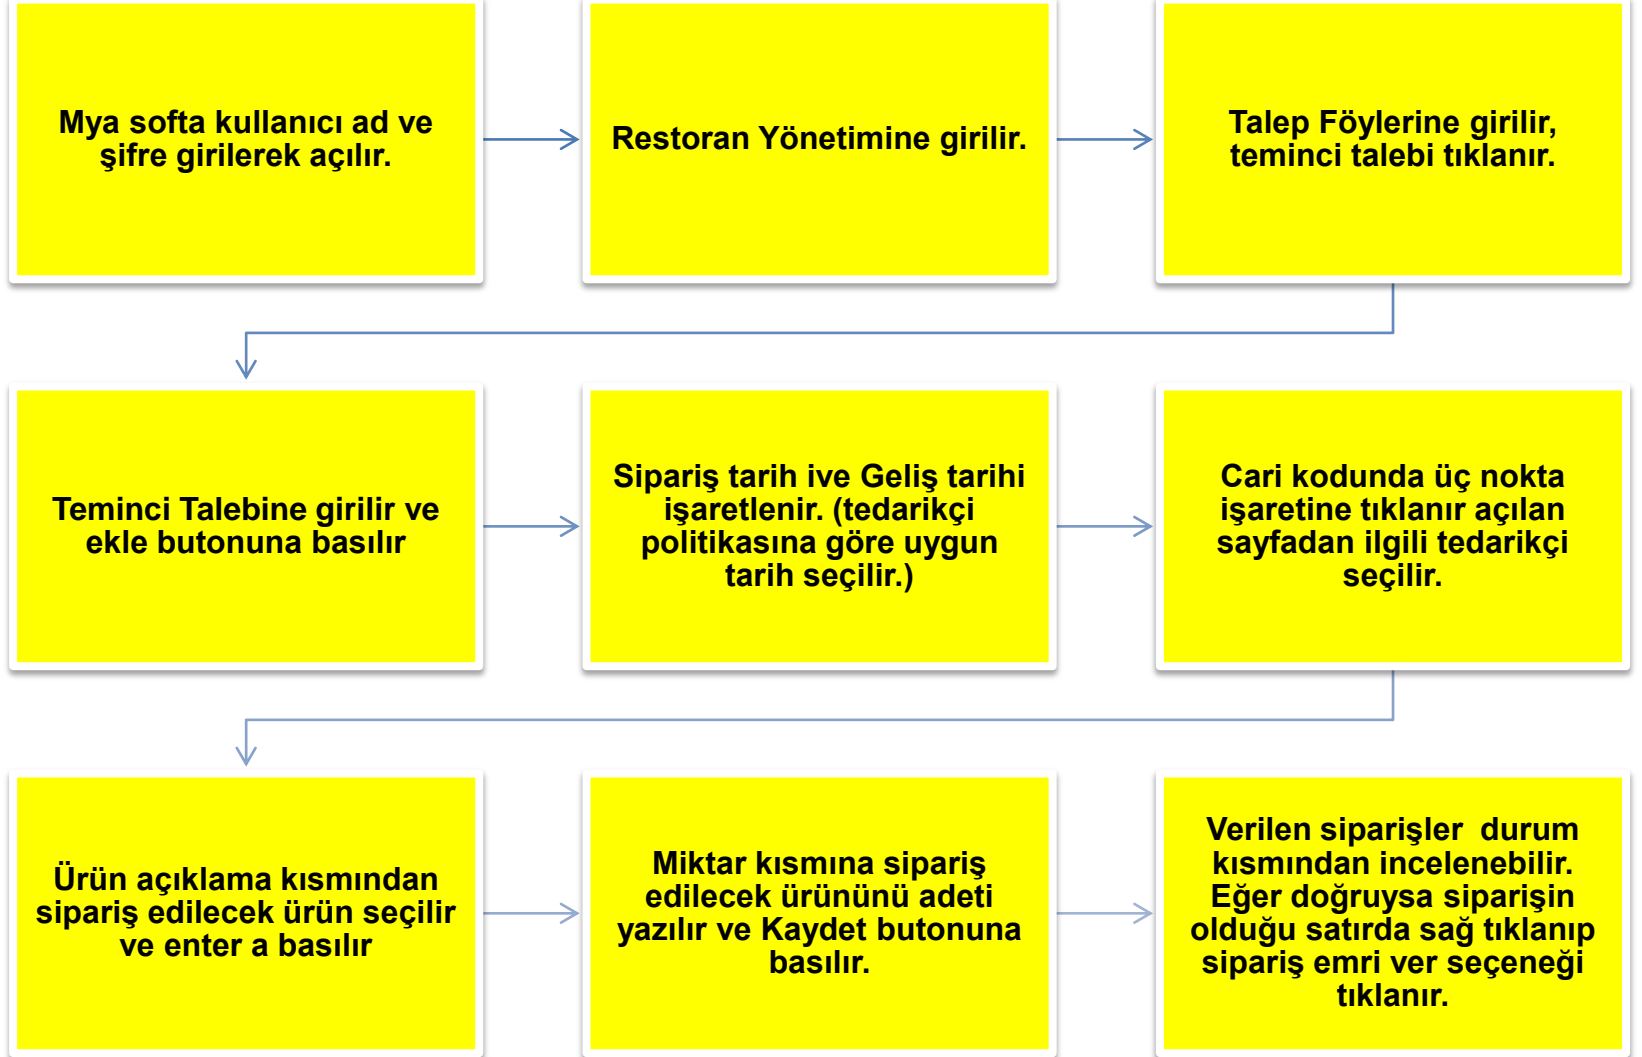 Mya softa kullanıcı ad ve
şifre girilerek açılır.
Restoran Yönetimine girilir.
Talep Föylerine girilir,
teminci talebi tıklanır.
Teminci Talebine girilir ve
ekle butonuna basılır
Sipariş tarih ive Geliş tarihi
işaretlenir. (tedarikçi
politikasına göre uygun
tarih seçilir.)
Cari kodunda üç nokta
işaretine tıklanır açılan
sayfadan ilgili tedarikçi
seçilir.
Ürün açıklama kısmından
sipariş edilecek ürün seçilir
ve enter a basılır
Miktar kısmına sipariş
edilecek ürününü adeti
yazılır ve Kaydet butonuna
basılır.
Verilen siparişler  durum
kısmından incelenebilir.
Eğer doğruysa siparişin
olduğu satırda sağ tıklanıp
sipariş emri ver seçeneği
tıklanır.